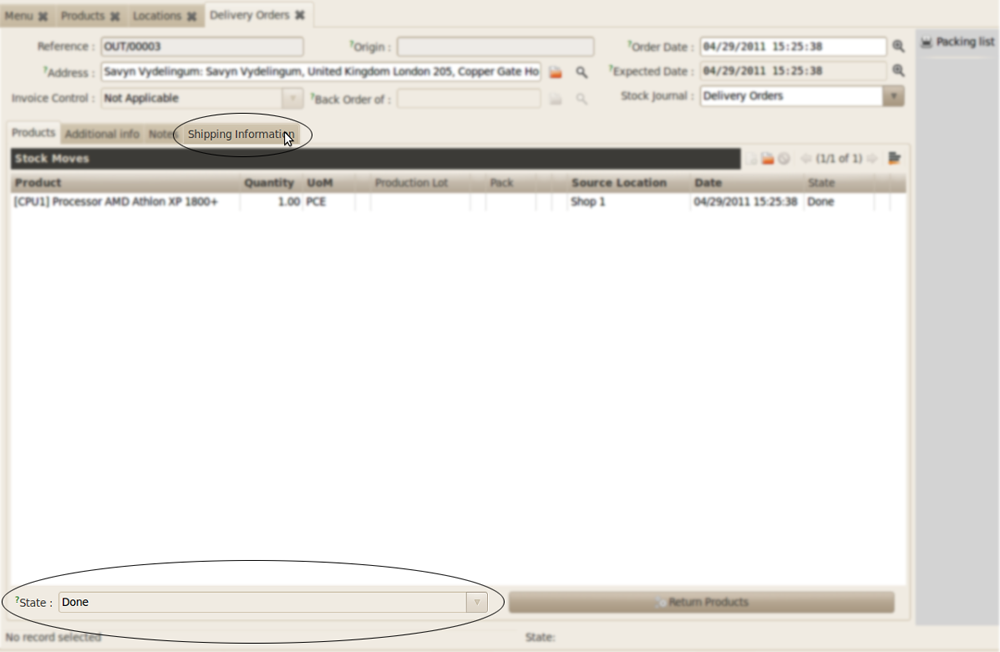 Menu Products Locations Delivery Orders
Reference : OUT/00003 ?Origin : ?Order Date : 04/29/2011 15:25:38 Packing list
?Address : Savyn Vydelingum: Savyn Vydelingum, United Kingdom London 205, Copper Gate Ho ?Expected Date : 04/29/2011 15:25:38
Invoice Control : Not Applicable ?Back Order of : Stock Journal : Delivery Orders
Products Additional info Notes Shipping Information
Stock Moves (1/1 of 1)
Product Quantity UoM Production Lot Pack Source Location Date State
[CPU1] Processor AMD Athlon XP 1800+ 1.00 PCE Shop 1 04/29/2011 15:25:38 Done
?State : Done Return Products
No record selected State: